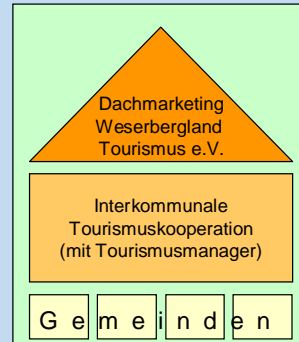 Dachmarketing
Weserbergland
Tourismus e.V.
Interkommunale
Tourismuskooperation
(mit Tourismusmanager)
G e m e i n d e n